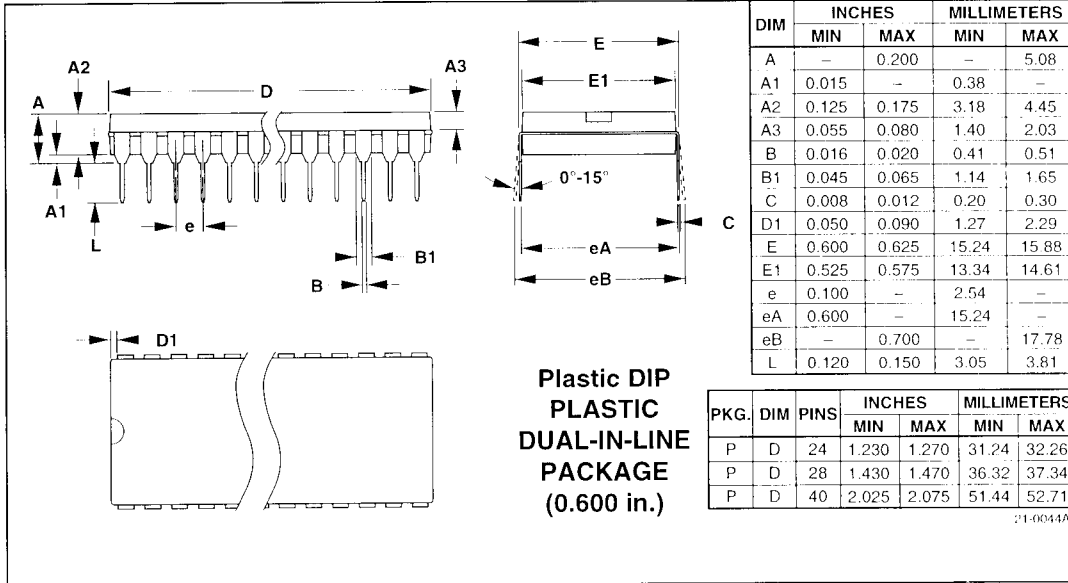 A2
A
D
A3
A1
L
e
B1
B
E
E1
0°-15°
C
eA
eB
D1
Plastic DIP
PLASTIC
DUAL-IN-LINE
PACKAGE
(0.600 in.)
DIM INCHES MILLIMETERS
MIN MAX MIN MAX
A – 0.200 – 5.08
A1 0.015 – 0.38 –
A2 0.125 0.175 3.18 4.45
A3 0.055 0.080 1.40 2.03
B 0.016 0.020 0.41 0.51
B1 0.045 0.065 1.14 1.65
C 0.008 0.012 0.20 0.30
D1 0.050 0.090 1.27 2.29
E 0.600 0.625 15.24 15.88
E1 0.525 0.575 13.34 14.61
e 0.100 – 2.54 –
eA 0.600 – 15.24 –
eB – 0.700 – 17.78
L 0.120 0.150 3.05 3.81
PKG. DIM PINS INCHES MILLIMETERS
MIN MAX MIN MAX
P D 24 1.230 1.270 31.24 32.26
P D 28 1.430 1.470 36.32 37.34
P D 40 2.025 2.075 51.44 52.71
21-0044A